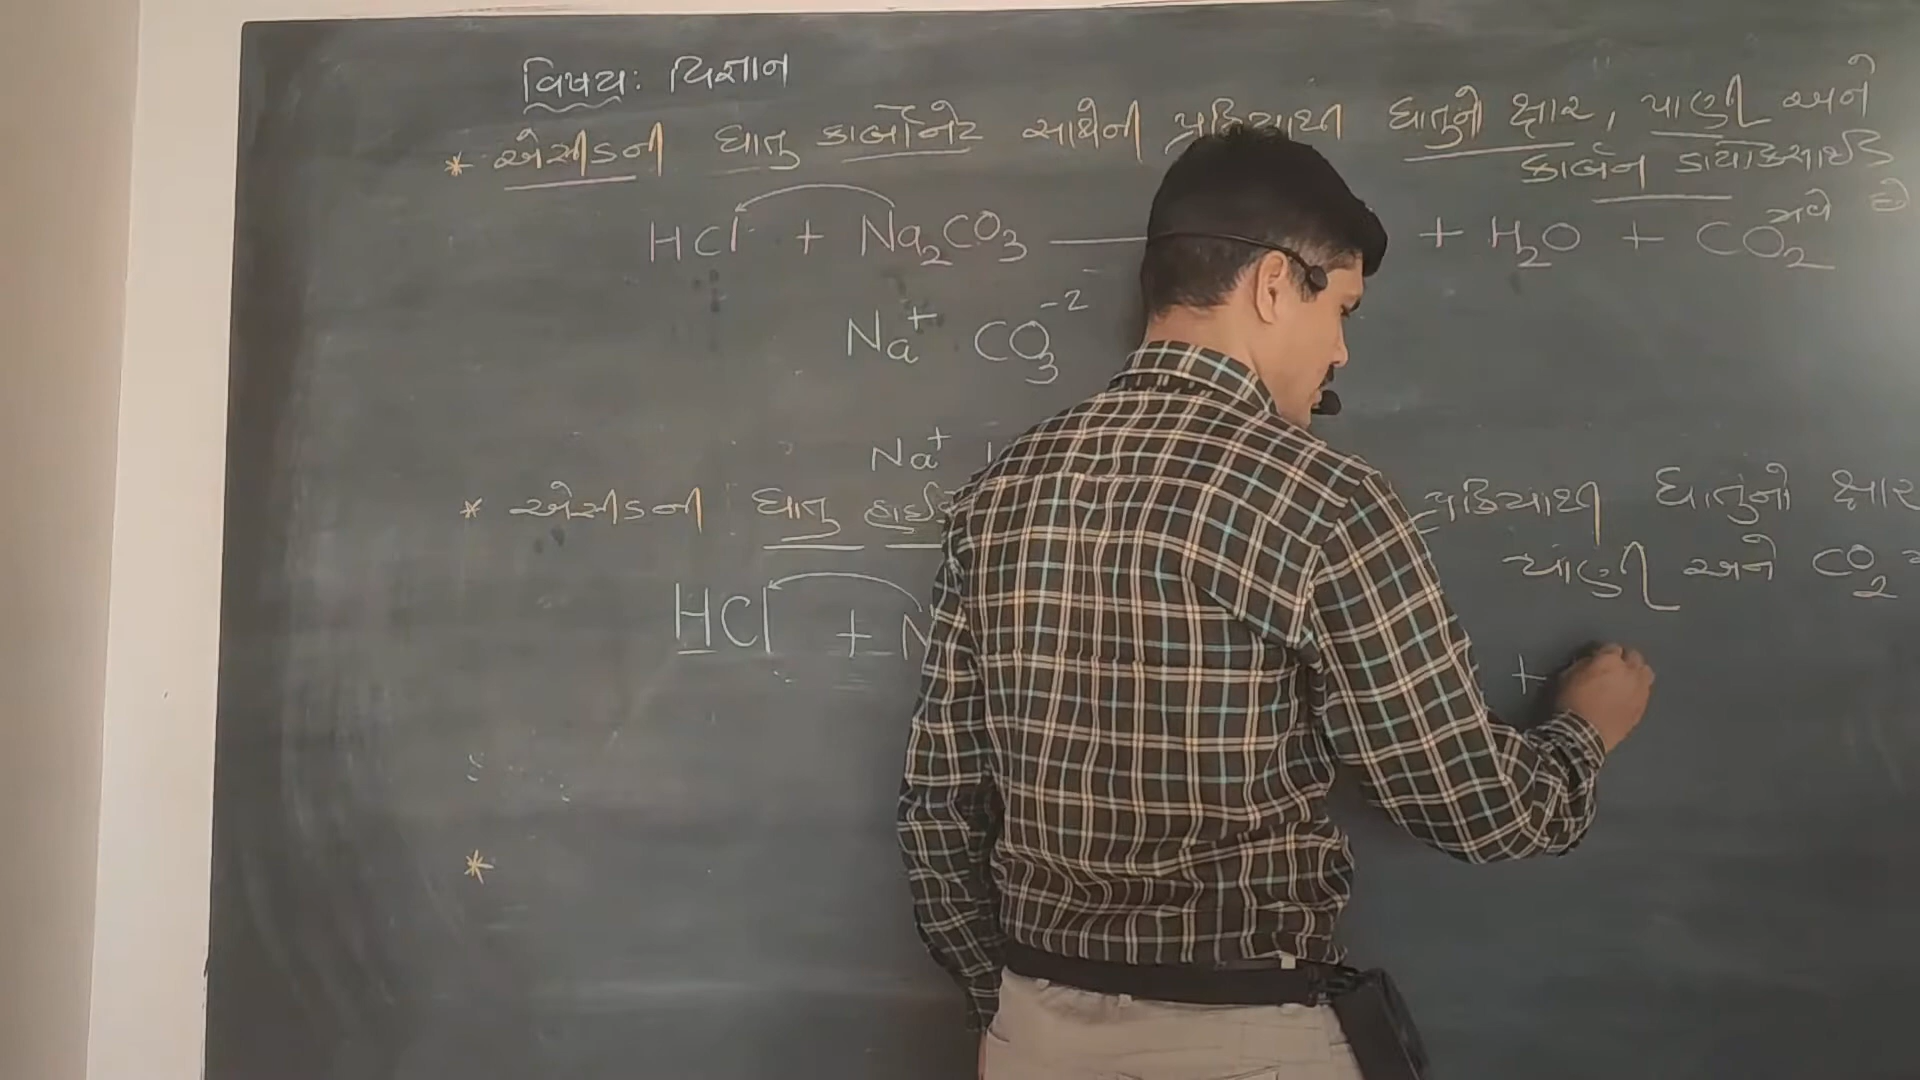 વિષય: વિજ્ઞાન
* એસીડની ધાતુ કાર્બોનેટ સાથેની પ્રક્રિયાથી ધાતુનો ક્ષાર, પાણી અને
કાર્બન ડાયોક્સાઈડ
મળે છે
HCl + Na₂CO₃ — + H₂O + CO₂
Na⁺ CO₃⁻²
Na⁺
* એસીડની ધાતુ પ્રક્રિયાથી ધાતુનો ક્ષાર
પાણી અને CO₂
HCl + N +
*